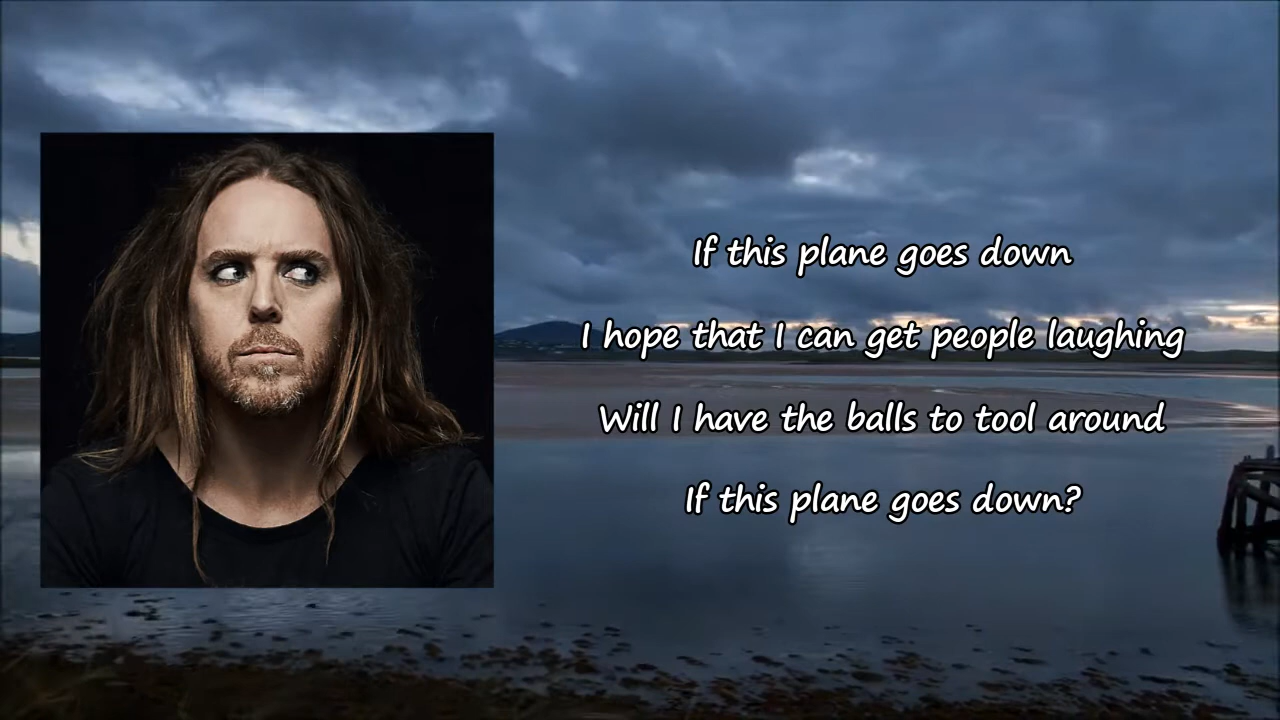 If this plane goes down
I hope that I can get people laughing
Will I have the balls to tool around
If this plane goes down?